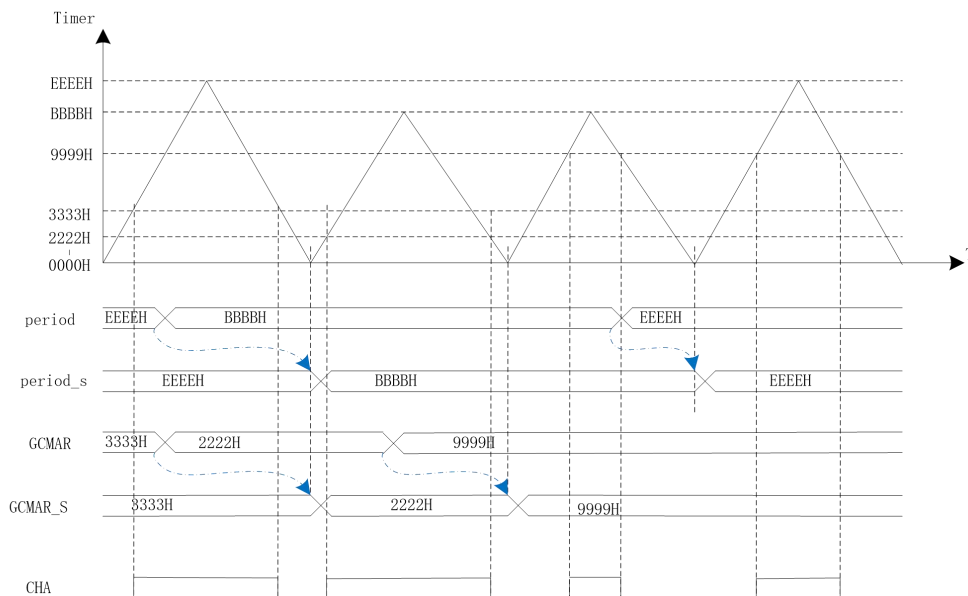 Timer
EEEEH
BBBBH
9999H
3333H
2222H
0000H
period
EEEEH
BBBBH
EEEEH
period_s
EEEEH
BBBBH
EEEEH
GCMAR
3333H
2222H
9999H
GCMAR_S
3333H
2222H
9999H
CHA